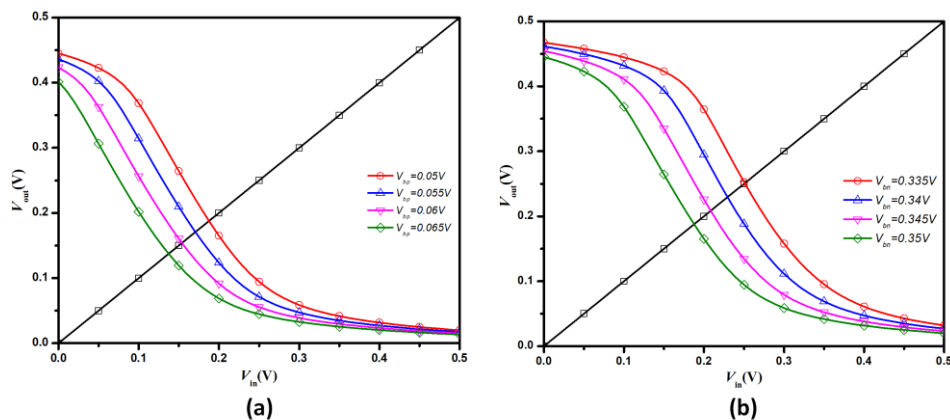 (a)
0.5
0.4
0.3
0.2
0.1
0.0
V_out(V)
V_bp=0.05V
V_bp=0.055V
V_bp=0.06V
V_bp=0.065V
0.0 0.1 0.2 0.3 0.4 0.5
V_in(V)
(a)
(b)
0.5
0.4
0.3
0.2
0.1
0.0
V_out(V)
V_bn=0.335V
V_bn=0.34V
V_bn=0.345V
V_bn=0.35V
0.0 0.1 0.2 0.3 0.4 0.5
V_in(V)
(b)